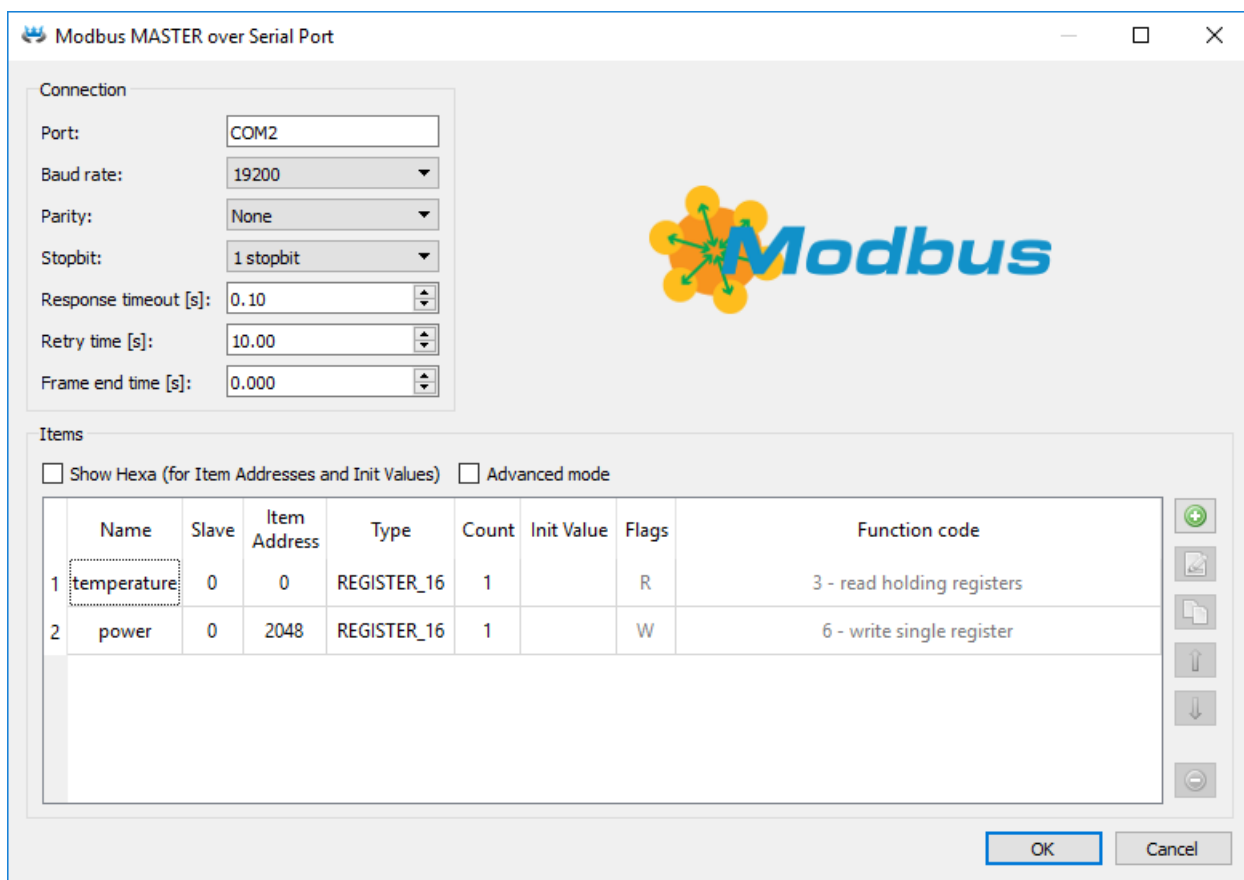 Modbus MASTER over Serial Port
Connection
Port: COM2
Baud rate: 19200
Parity: None
Stopbit: 1 stopbit
Response timeout [s]: 0.10
Retry time [s]: 10.00
Frame end time [s]: 0.000
Modbus
Items
Show Hexa (for Item Addresses and Init Values) Advanced mode
Name Slave Item Address Type Count Init Value Flags Function code
1 temperature 0 0 REGISTER_16 1 R 3 - read holding registers
2 power 0 2048 REGISTER_16 1 W 6 - write single register
OK Cancel